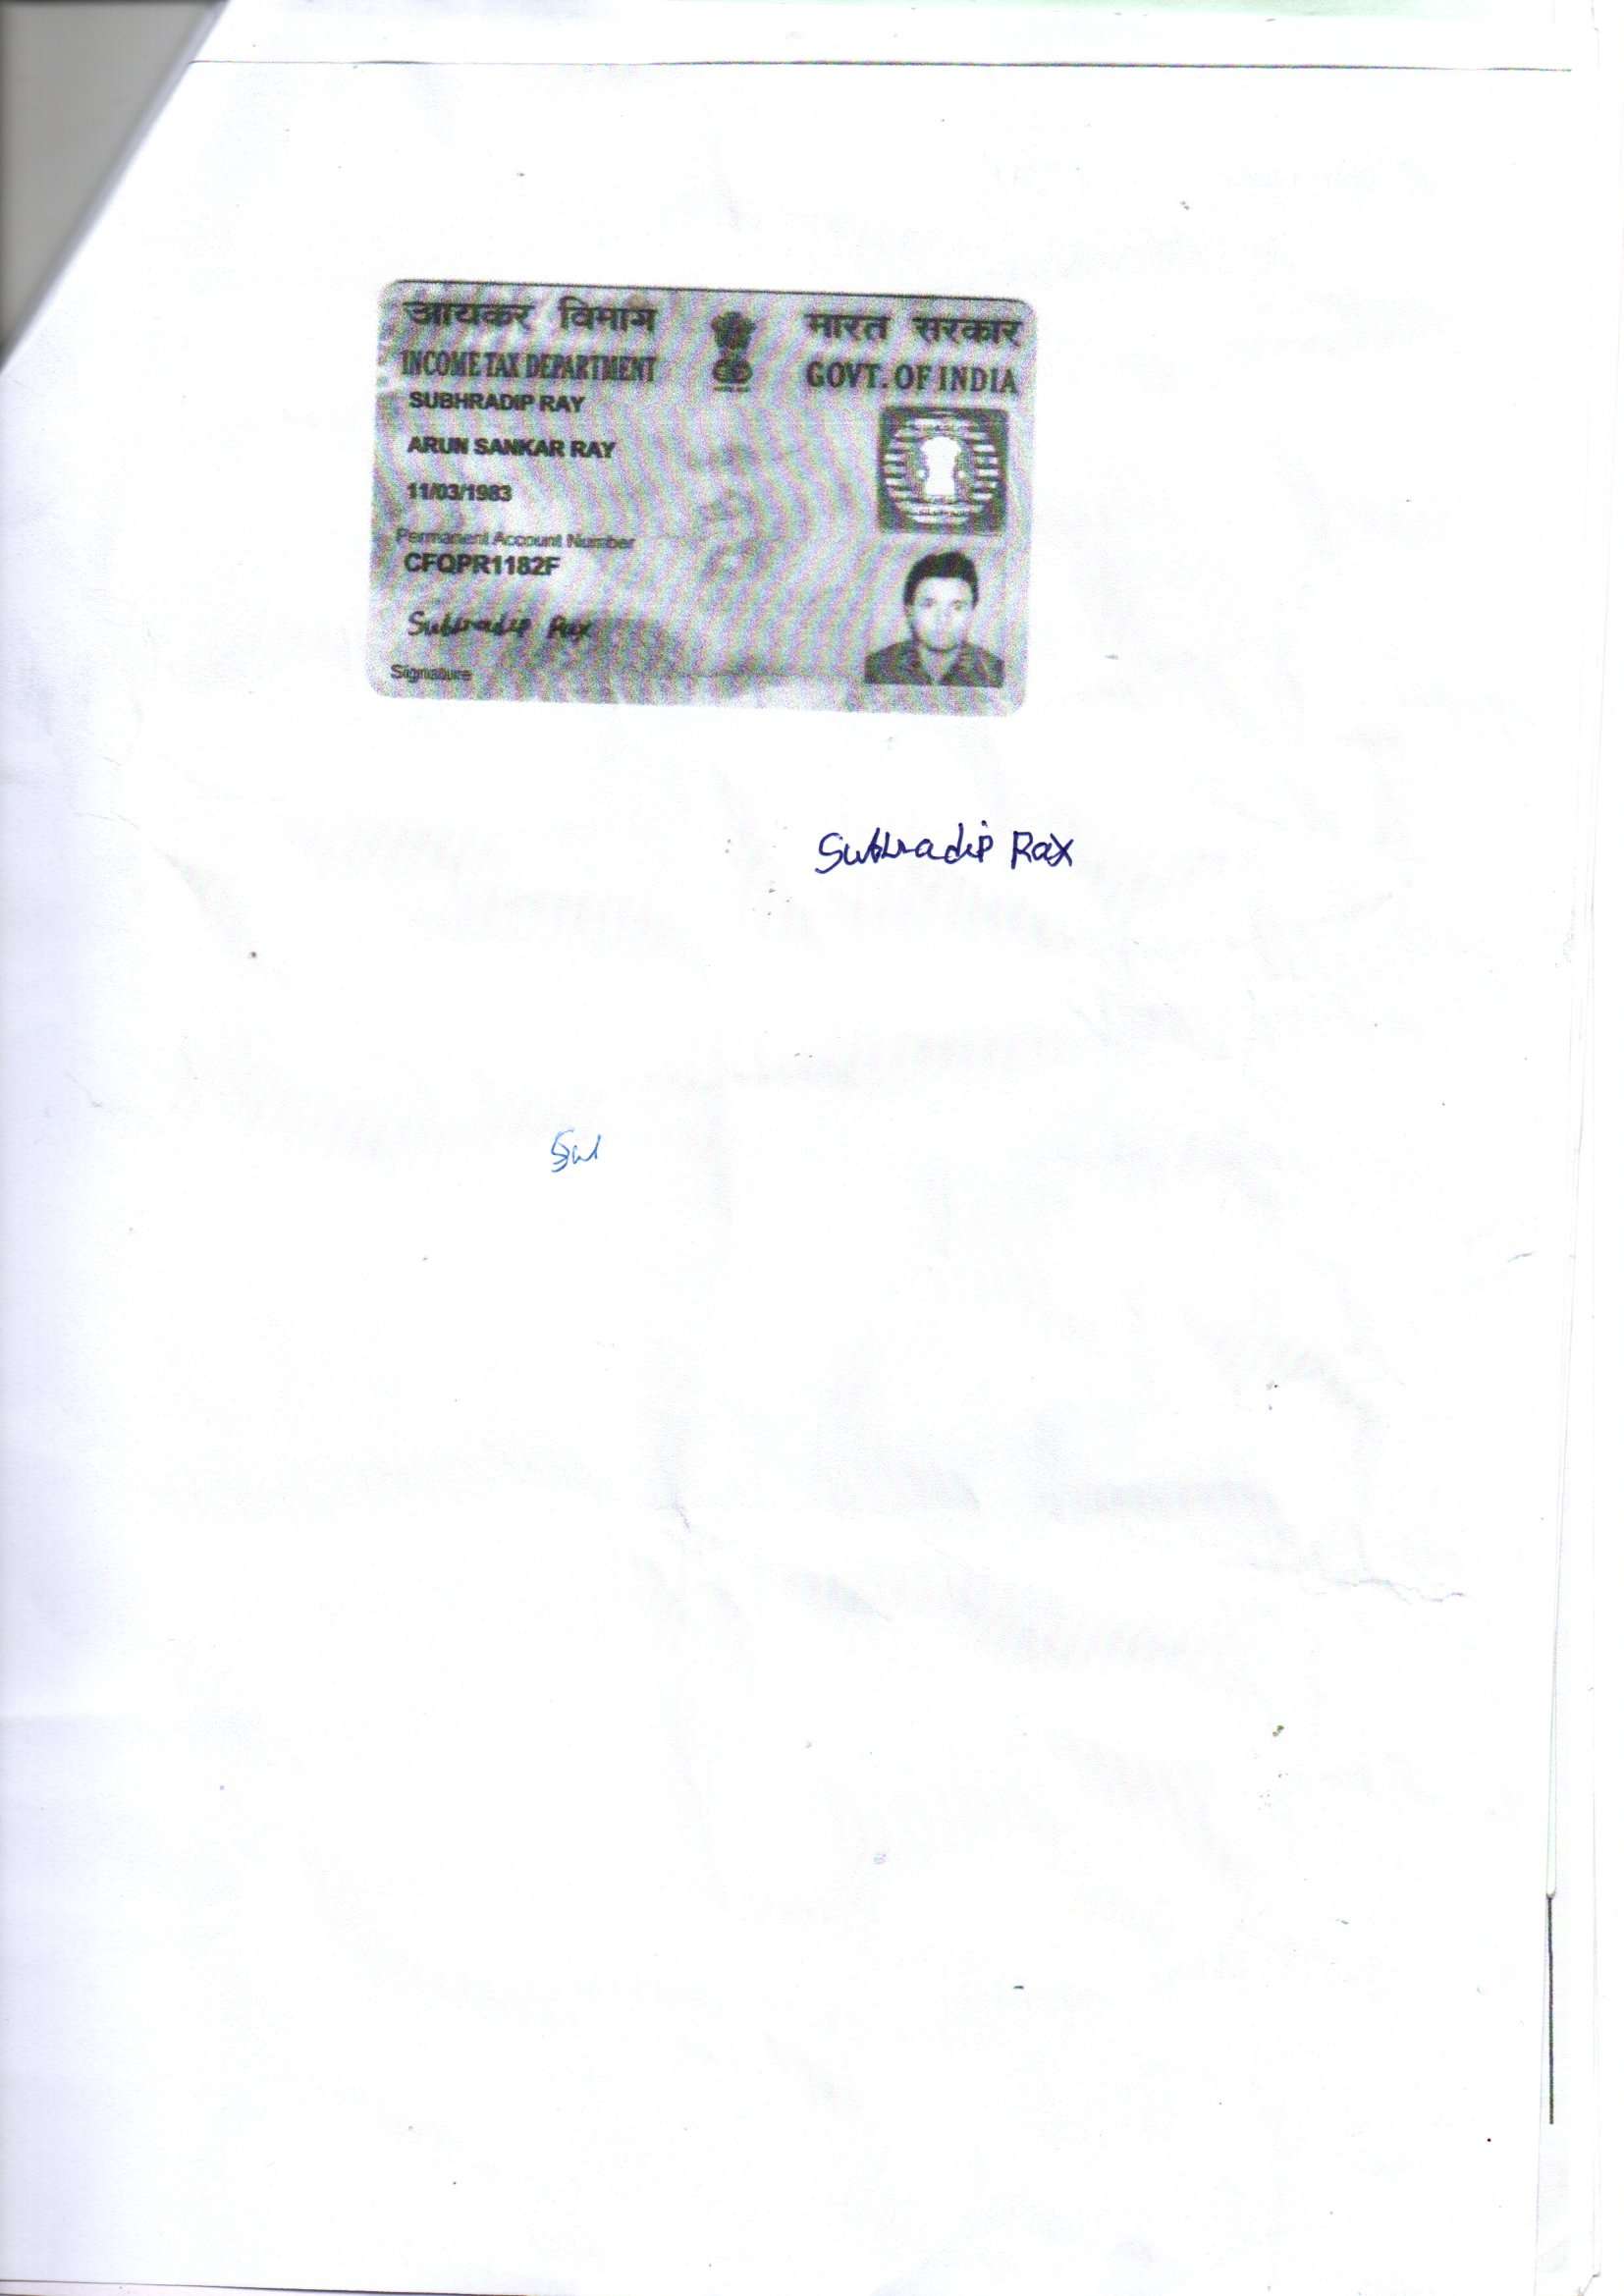 आयकर विभाग भारत सरकार
INCOME TAX DEPARTMENT GOVT. OF INDIA
SUBHRADIP RAY
ARUN SANKAR RAY
11/03/1983
Permanent Account Number
CFQPR1182F
Subhradip Ray
Signature
Subhradip Ray